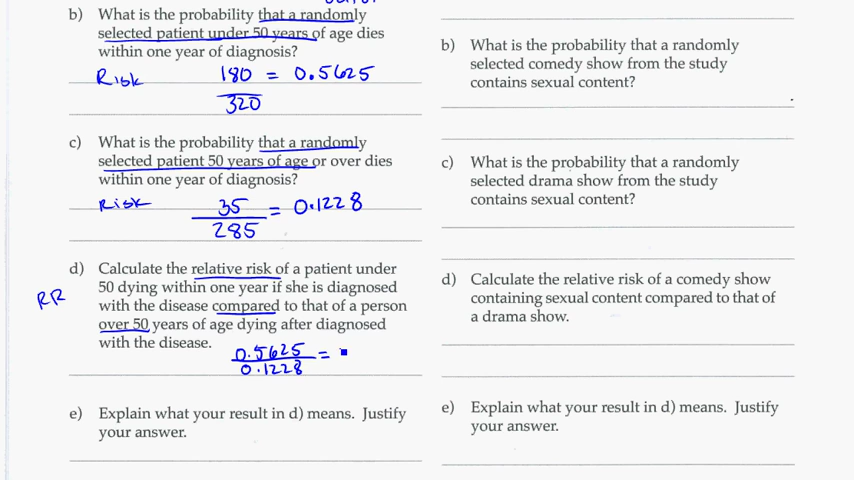 b) What is the probability that a randomly
selected patient under 50 years of age dies
within one year of diagnosis?
Risk 180 = 0.5625
320
c) What is the probability that a randomly
selected patient 50 years of age or over dies
within one year of diagnosis?
Risk 35 = 0.1228
285
d) Calculate the relative risk of a patient under
50 dying within one year if she is diagnosed
RR with the disease compared to that of a person
over 50 years of age dying after diagnosed
with the disease.
0.5625 =
0.1228
e) Explain what your result in d) means. Justify
your answer.
b) What is the probability that a randomly
selected comedy show from the study
contains sexual content?
c) What is the probability that a randomly
selected drama show from the study
contains sexual content?
d) Calculate the relative risk of a comedy show
containing sexual content compared to that of
a drama show.
e) Explain what your result in d) means. Justify
your answer.